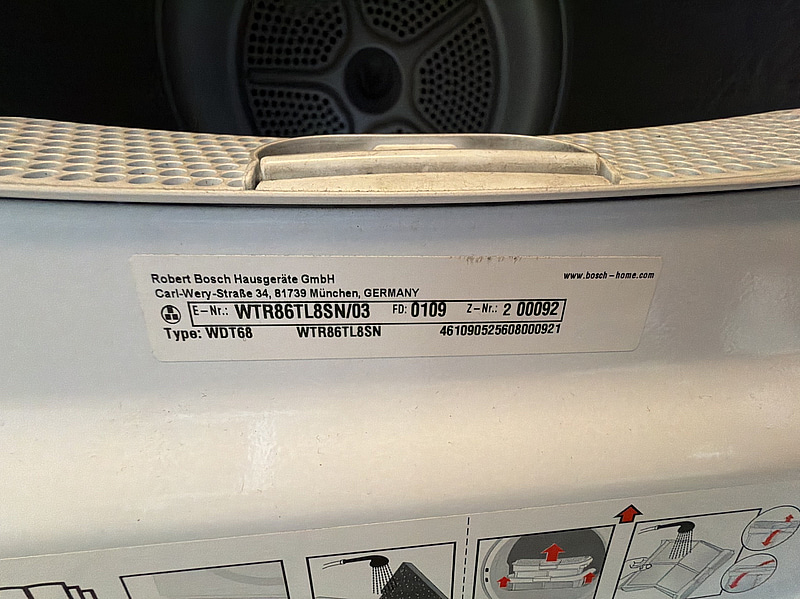 Robert Bosch Hausgeräte GmbH
www.bosch-home.com
Carl-Wery-Straße 34, 81739 München, GERMANY
E-Nr.: WTR86TL8SN/03 FD: 0109 Z-Nr.: 2 00092
Type: WDT68 WTR86TL8SN 461090525608000921